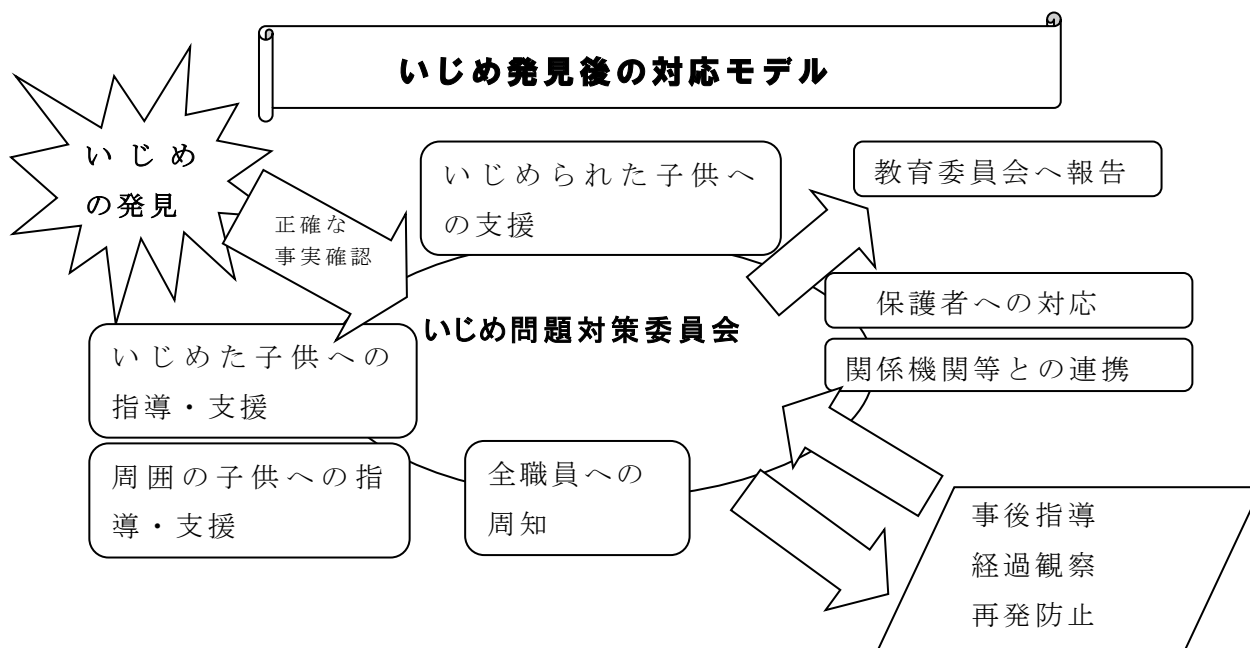 いじめ発見後の対応モデル
いじめ
の発見
正確な
事実確認
いじめられた子供へ
の支援
教育委員会へ報告
保護者への対応
関係機関等との連携
いじめ問題対策委員会
いじめた子供への
指導・支援
周囲の子供への指
導・支援
全職員への
周知
事後指導
経過観察
再発防止